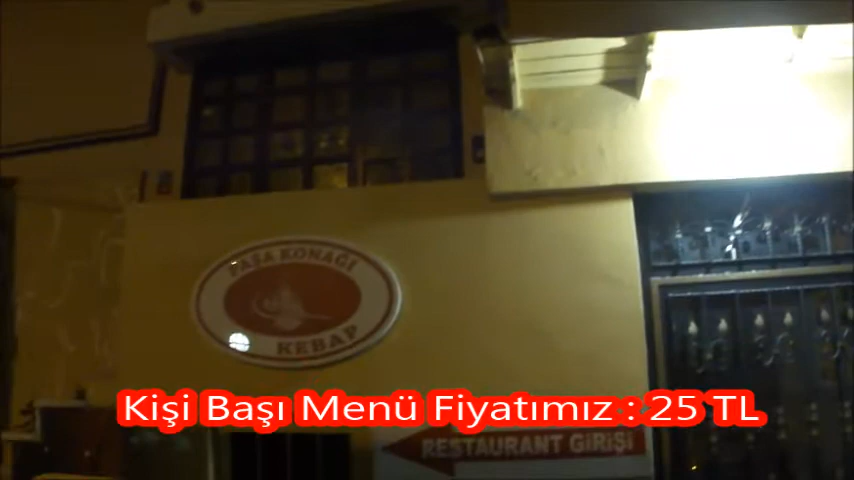 PAŞA KONAĞI
KEBAP
Kişi Başı Menü Fiyatımız : 25 TL
RESTAURANT GİRİŞİ